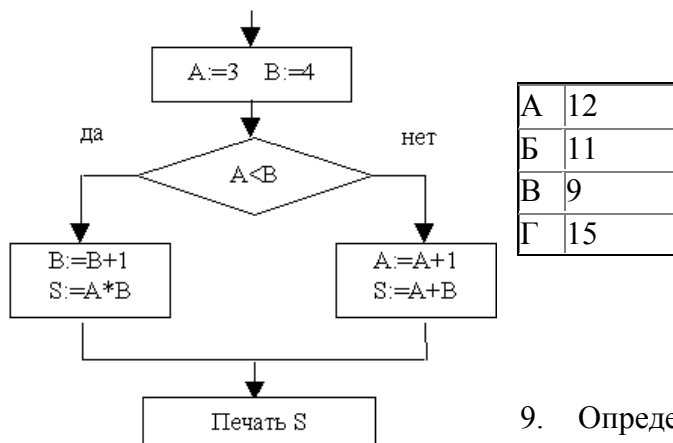 A:=3 B:=4
да
нет
A<B
B:=B+1
S:=A*B
A:=A+1
S:=A+B
Печать S
А 12
Б 11
В 9
Г 15
9.